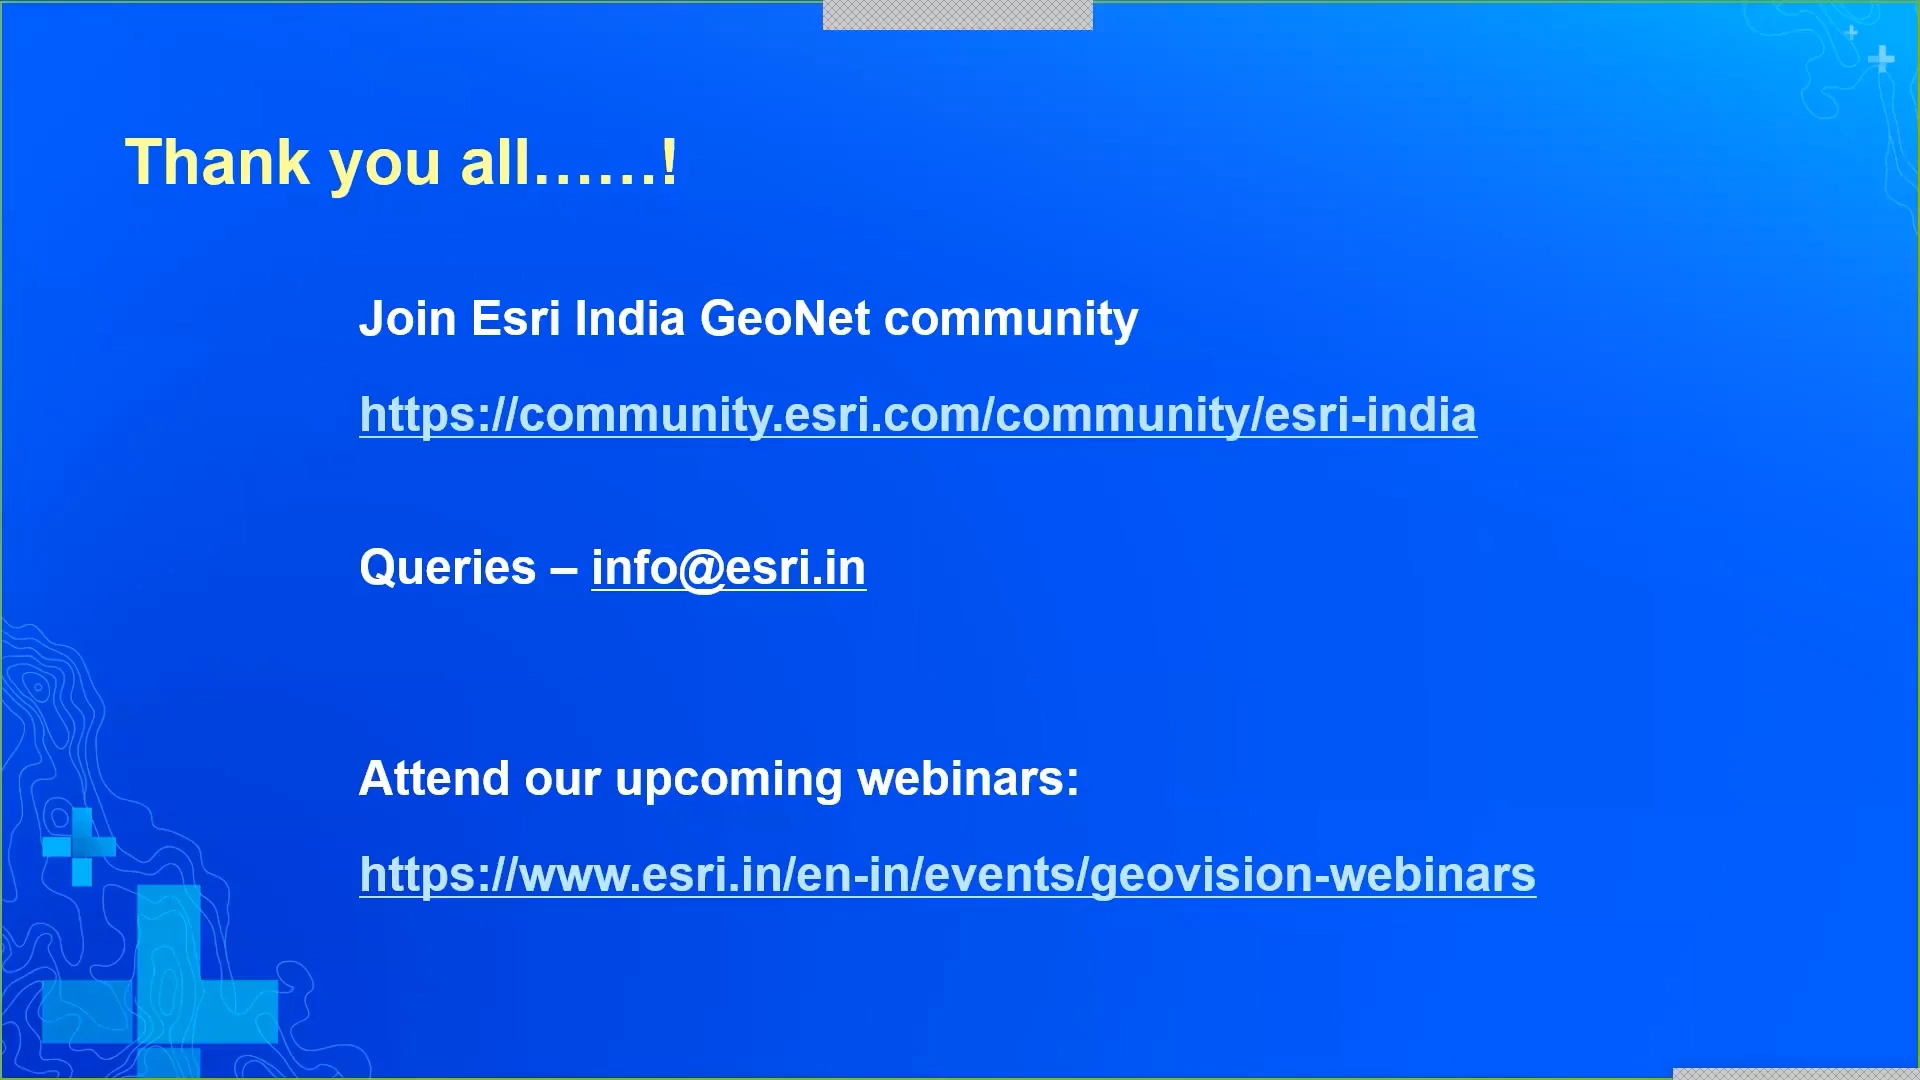 Thank you all......!
Join Esri India GeoNet community
https://community.esri.com/community/esri-india
Queries – info@esri.in
Attend our upcoming webinars:
https://www.esri.in/en-in/events/geovision-webinars